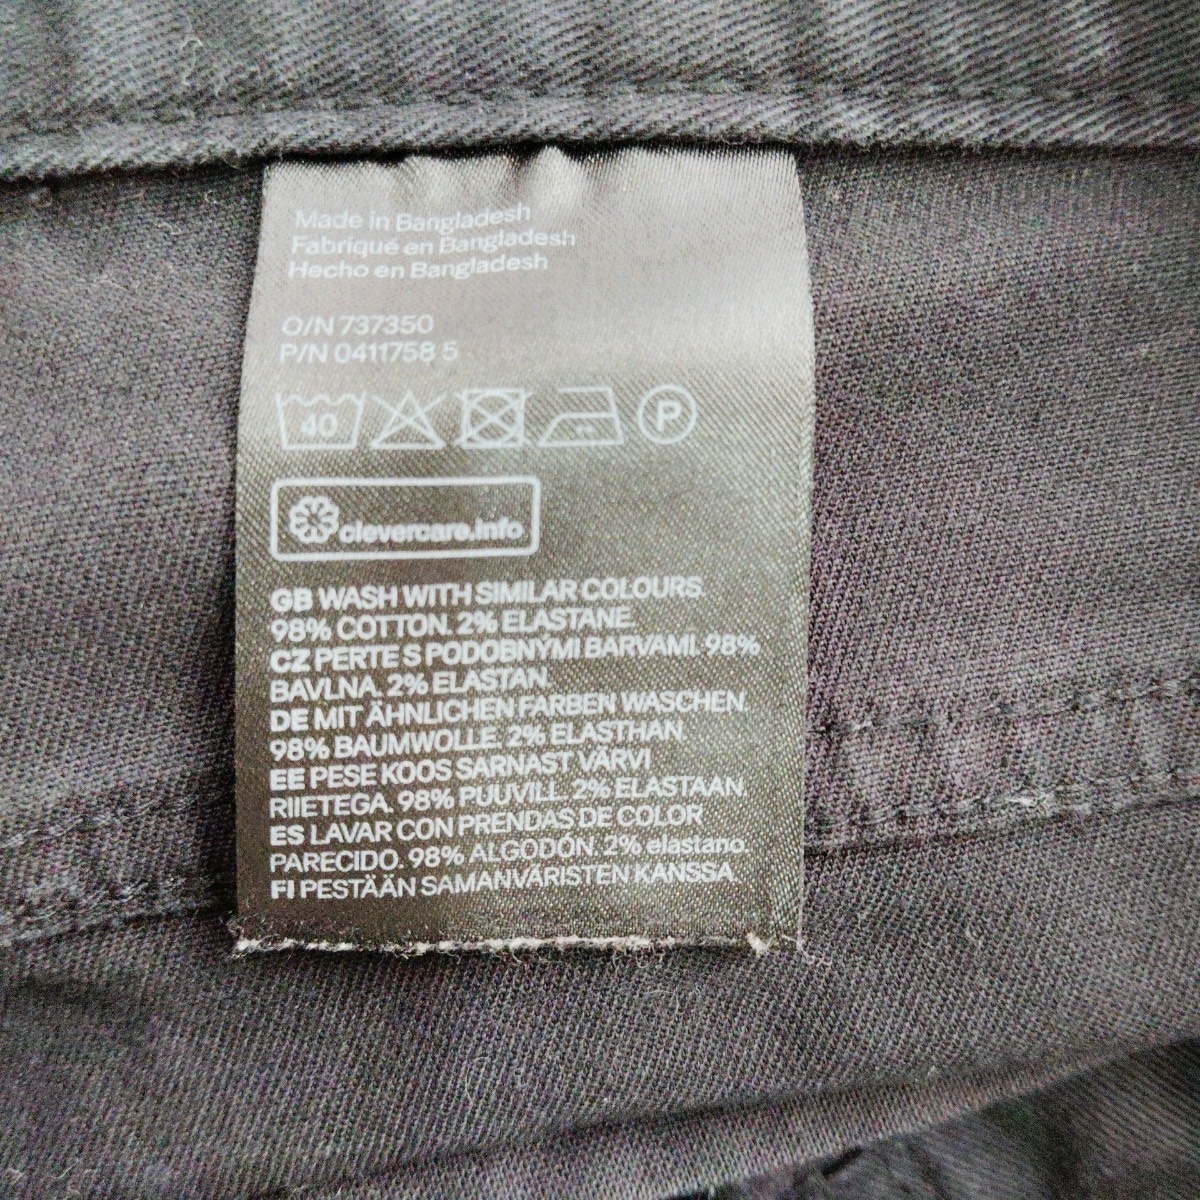 Made in Bangladesh
Fabriqué en Bangladesh
Hecho en Bangladesh
O/N 737350
P/N 0411758 5
40
P
clevercare.info
GB WASH WITH SIMILAR COLOURS.
98% COTTON. 2% ELASTANE.
CZ PERTE S PODOBNÝMI BARVAMI. 98%
BAVLNA. 2% ELASTAN.
DE MIT ÄHNLICHEN FARBEN WASCHEN.
98% BAUMWOLLE. 2% ELASTHAN.
EE PESE KOOS SARNAST VÄRVI
RIIETEGA. 98% PUUVILL. 2% ELASTAAN.
ES LAVAR CON PRENDAS DE COLOR
PARECIDO. 98% ALGODÓN. 2% elastano.
FI PESTÄÄN SAMANVÄRISTEN KANSSA.